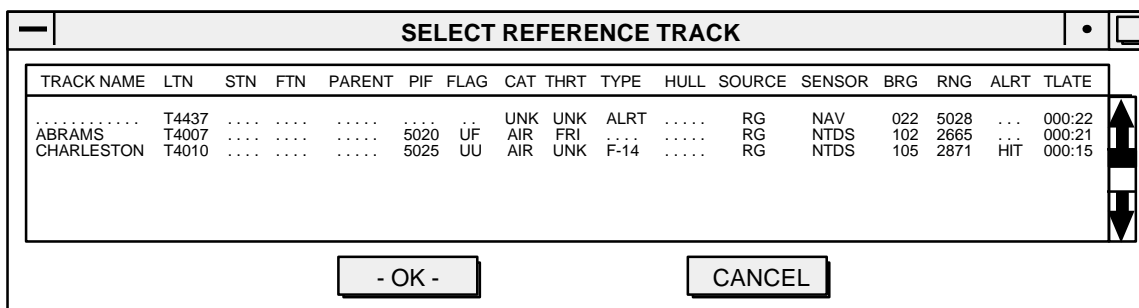 SELECT REFERENCE TRACK
TRACK NAME LTN STN FTN PARENT PIF FLAG CAT THRT TYPE HULL SOURCE SENSOR BRG RNG ALRT TLATE
. . . . . . . . . . . . T4437 . . . . . . . . . . . . . . . . . . . UNK UNK ALRT . . . . . RG NAV 022 5028 . . . 000:22
ABRAMS T4007 . . . . . . . . . . . . . 5020 UF AIR FRI . . . . . . . . . RG NTDS 102 2665 . . . 000:21
CHARLESTON T4010 . . . . . . . . . . . . . 5025 UU AIR UNK F-14 . . . . . RG NTDS 105 2871 HIT 000:15
- OK - CANCEL